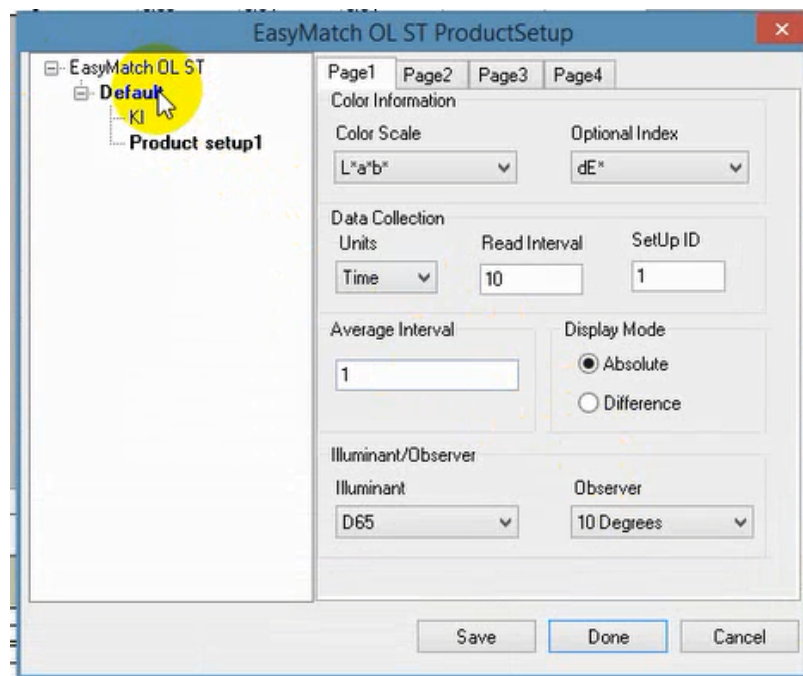 EasyMatch OL ST ProductSetup
EasyMatch OL ST
Default
KI
Product setup1
Page1 Page2 Page3 Page4
Color Information
Color Scale Optional Index
L*a*b* dE*
Data Collection
Units Read Interval SetUp ID
Time 10 1
Average Interval Display Mode
1 Absolute
Difference
Illuminant/Observer
Illuminant Observer
D65 10 Degrees
Save Done Cancel